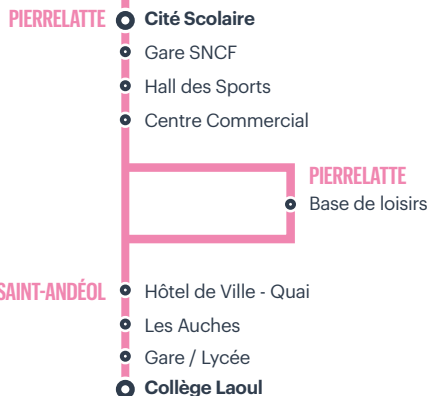 PIERRELATTE Cité Scolaire
Gare SNCF
Hall des Sports
Centre Commercial
PIERRELATTE
Base de loisirs
SAINT-ANDÉOL Hôtel de Ville - Quai
Les Auches
Gare / Lycée
Collège Laoul